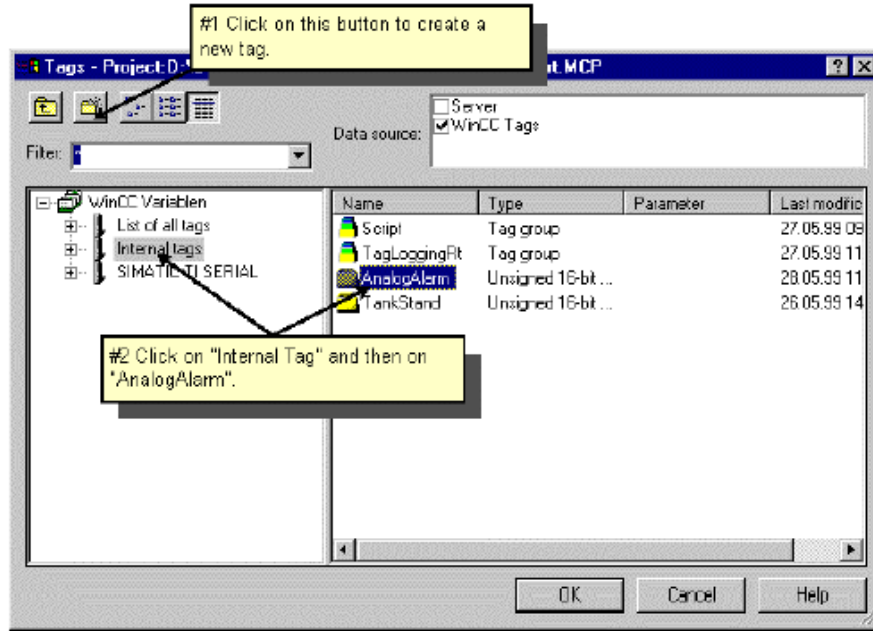 #1 Click on this button to create a
new tag.
Tags - Project: D:\ t.MCP
Data source:
Server
WinCC Tags
Filter: *
WinCC Variablen
List of all tags
Internal tags
SIMATIC TI SERIAL
Name Type Parameter Last modific
Script Tag group 27.05.99 09
TagLoggingRt Tag group 27.05.99 11
AnalogAlarm Unsigned 16-bit ... 28.05.99 11
TankStand Unsigned 16-bit ... 26.05.99 14
#2 Click on "Internal Tag" and then on
"AnalogAlarm".
OK Cancel Help